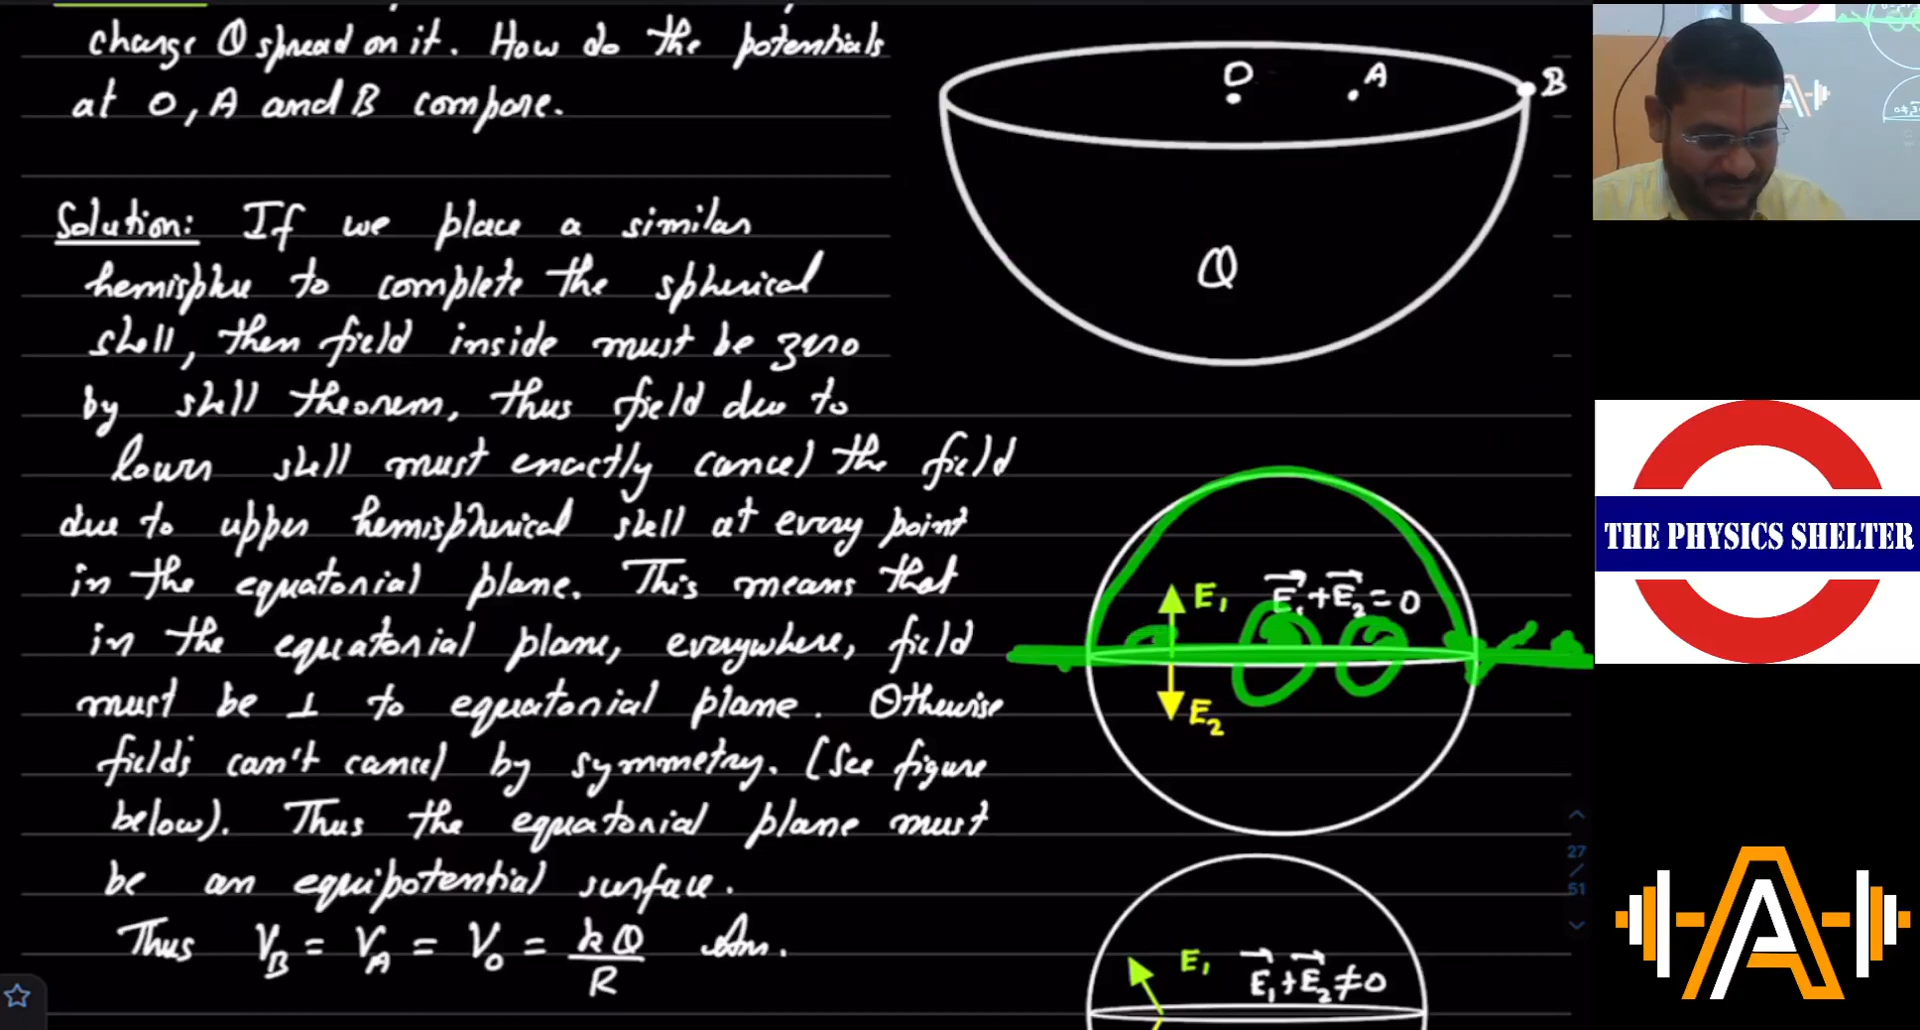 charge Q spread on it. How do the potentials
at O, A and B compare.
Solution: If we place a similar
hemisphre to complete the spherical
shell, then field inside must be zero
by shell theorem, thus field due to
lower shell must exactly cancel the field
due to upper hemispherical shell at every point
in the equatorial plane. This means that
in the equatorial plane, everywhere, field
must be ⊥ to equatorial plane. Otherwise
fields can't cancel by symmetry. (See figure
below). Thus the equatorial plane must
be an equipotential surface.
Thus V_B = V_A = V_O = kQ/R Ans.
O A B
Q
E₁ E⃗₁+E⃗₂=0
E₂
E₁ E⃗₁+E⃗₂≠0
THE PHYSICS SHELTER
27
/
51